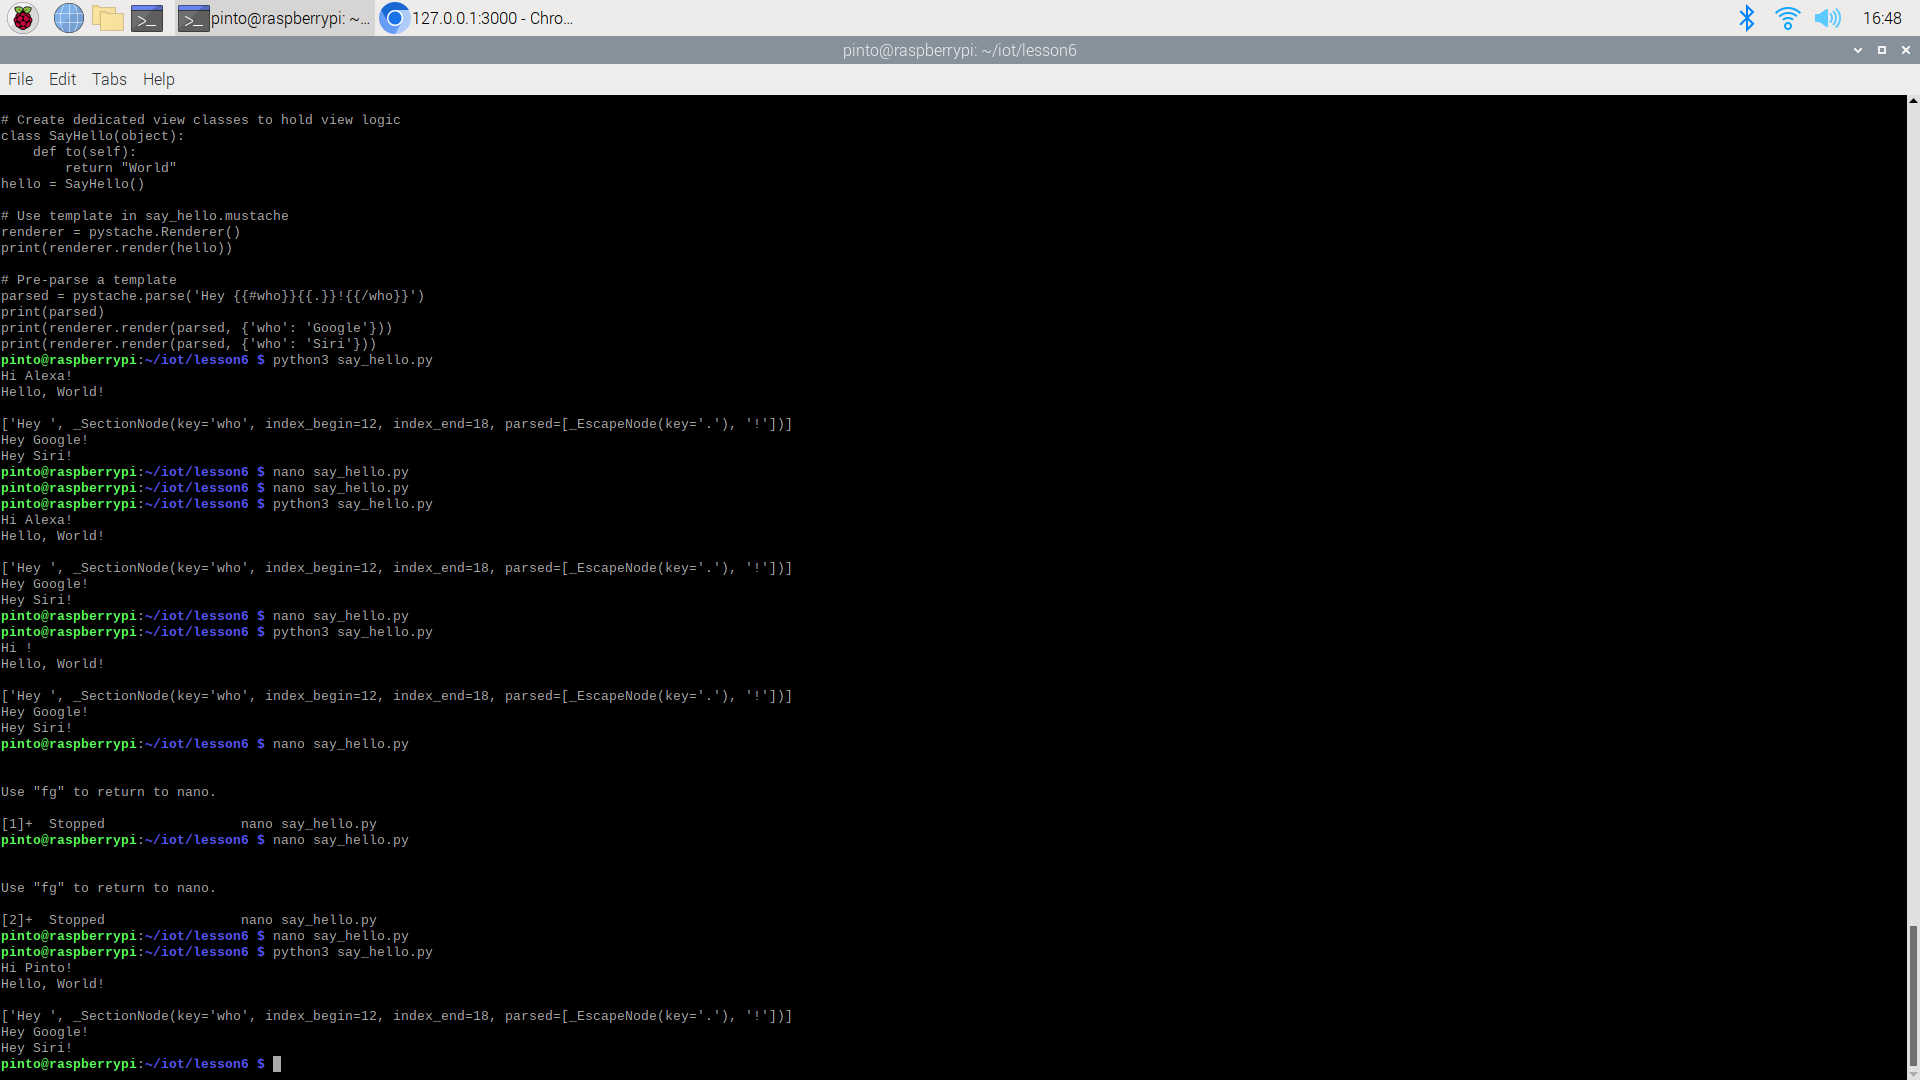 pinto@raspberrypi: ~...
127.0.0.1:3000 - Chro...
16:48
pinto@raspberrypi: ~/iot/lesson6
File Edit Tabs Help
# Create dedicated view classes to hold view logic
class SayHello(object):
    def to(self):
        return "World"
hello = SayHello()
# Use template in say_hello.mustache
renderer = pystache.Renderer()
print(renderer.render(hello))
# Pre-parse a template
parsed = pystache.parse('Hey {{#who}}{{.}}!{{/who}}')
print(parsed)
print(renderer.render(parsed, {'who': 'Google'}))
print(renderer.render(parsed, {'who': 'Siri'}))
pinto@raspberrypi:~/iot/lesson6 $ python3 say_hello.py
Hi Alexa!
Hello, World!
['Hey ', _SectionNode(key='who', index_begin=12, index_end=18, parsed=[_EscapeNode(key='.'), '!'])]
Hey Google!
Hey Siri!
pinto@raspberrypi:~/iot/lesson6 $ nano say_hello.py
pinto@raspberrypi:~/iot/lesson6 $ nano say_hello.py
pinto@raspberrypi:~/iot/lesson6 $ python3 say_hello.py
Hi Alexa!
Hello, World!
['Hey ', _SectionNode(key='who', index_begin=12, index_end=18, parsed=[_EscapeNode(key='.'), '!'])]
Hey Google!
Hey Siri!
pinto@raspberrypi:~/iot/lesson6 $ nano say_hello.py
pinto@raspberrypi:~/iot/lesson6 $ python3 say_hello.py
Hi !
Hello, World!
['Hey ', _SectionNode(key='who', index_begin=12, index_end=18, parsed=[_EscapeNode(key='.'), '!'])]
Hey Google!
Hey Siri!
pinto@raspberrypi:~/iot/lesson6 $ nano say_hello.py
Use "fg" to return to nano.
[1]+  Stopped                 nano say_hello.py
pinto@raspberrypi:~/iot/lesson6 $ nano say_hello.py
Use "fg" to return to nano.
[2]+  Stopped                 nano say_hello.py
pinto@raspberrypi:~/iot/lesson6 $ nano say_hello.py
pinto@raspberrypi:~/iot/lesson6 $ python3 say_hello.py
Hi Pinto!
Hello, World!
['Hey ', _SectionNode(key='who', index_begin=12, index_end=18, parsed=[_EscapeNode(key='.'), '!'])]
Hey Google!
Hey Siri!
pinto@raspberrypi:~/iot/lesson6 $